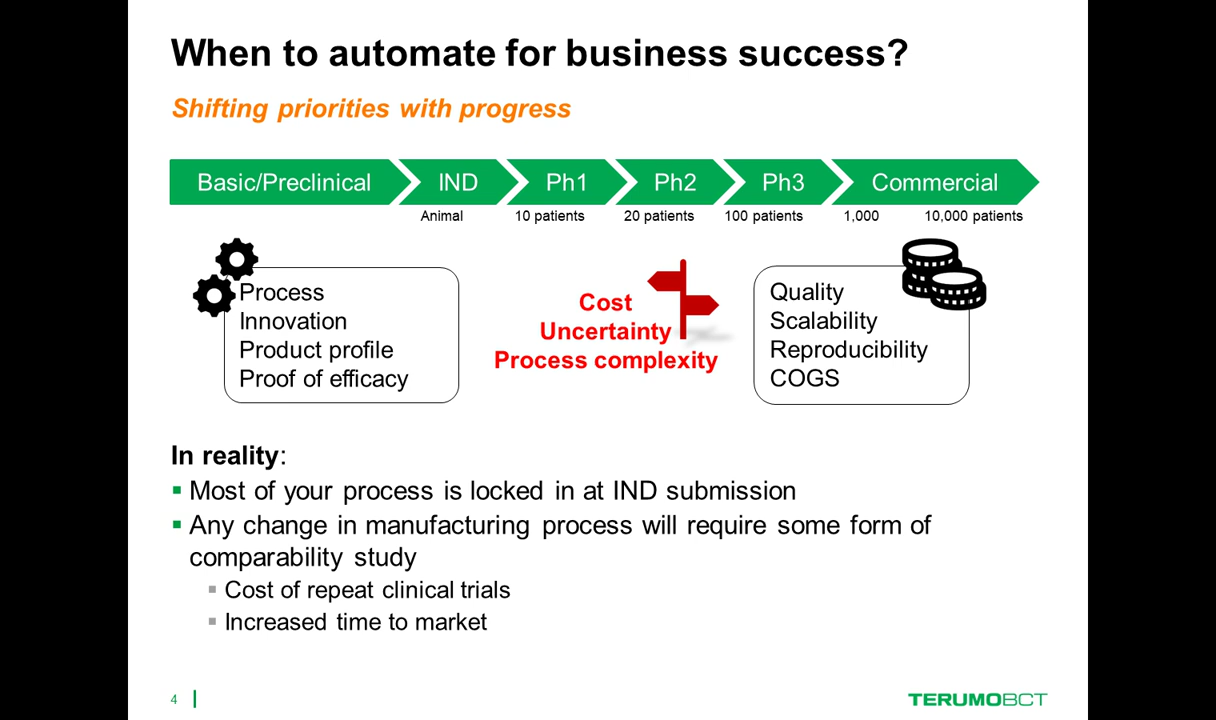 When to automate for business success?
Shifting priorities with progress
Basic/Preclinical
IND
Ph1
Ph2
Ph3
Commercial
Animal
10 patients
20 patients
100 patients
1,000
10,000 patients
Process
Innovation
Product profile
Proof of efficacy
Cost
Uncertainty
Process complexity
Quality
Scalability
Reproducibility
COGS
In reality:
Most of your process is locked in at IND submission
Any change in manufacturing process will require some form of
comparability study
Cost of repeat clinical trials
Increased time to market
4
TERUMOBCT